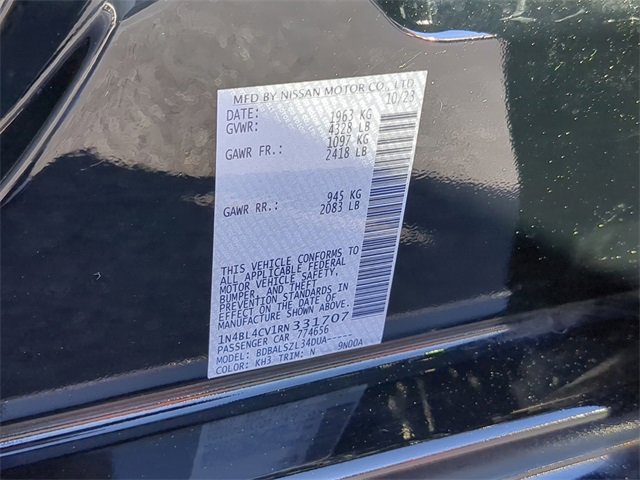 MFD BY NISSAN MOTOR CO., LTD.
DATE: 10/23
GVWR: 1963 KG
4328 LB
GAWR FR.: 1097 KG
2418 LB
GAWR RR.: 945 KG
2083 LB
THIS VEHICLE CONFORMS TO
ALL APPLICABLE FEDERAL
MOTOR VEHICLE SAFETY,
BUMPER, AND THEFT
PREVENTION STANDARDS IN
EFFECT ON THE DATE OF
MANUFACTURE SHOWN ABOVE.
1N4BL4CV1RN331707
PASSENGER CAR 774656
MODEL: BDBALSZL34DUA-----
COLOR: KH3 TRIM: N 9N00A